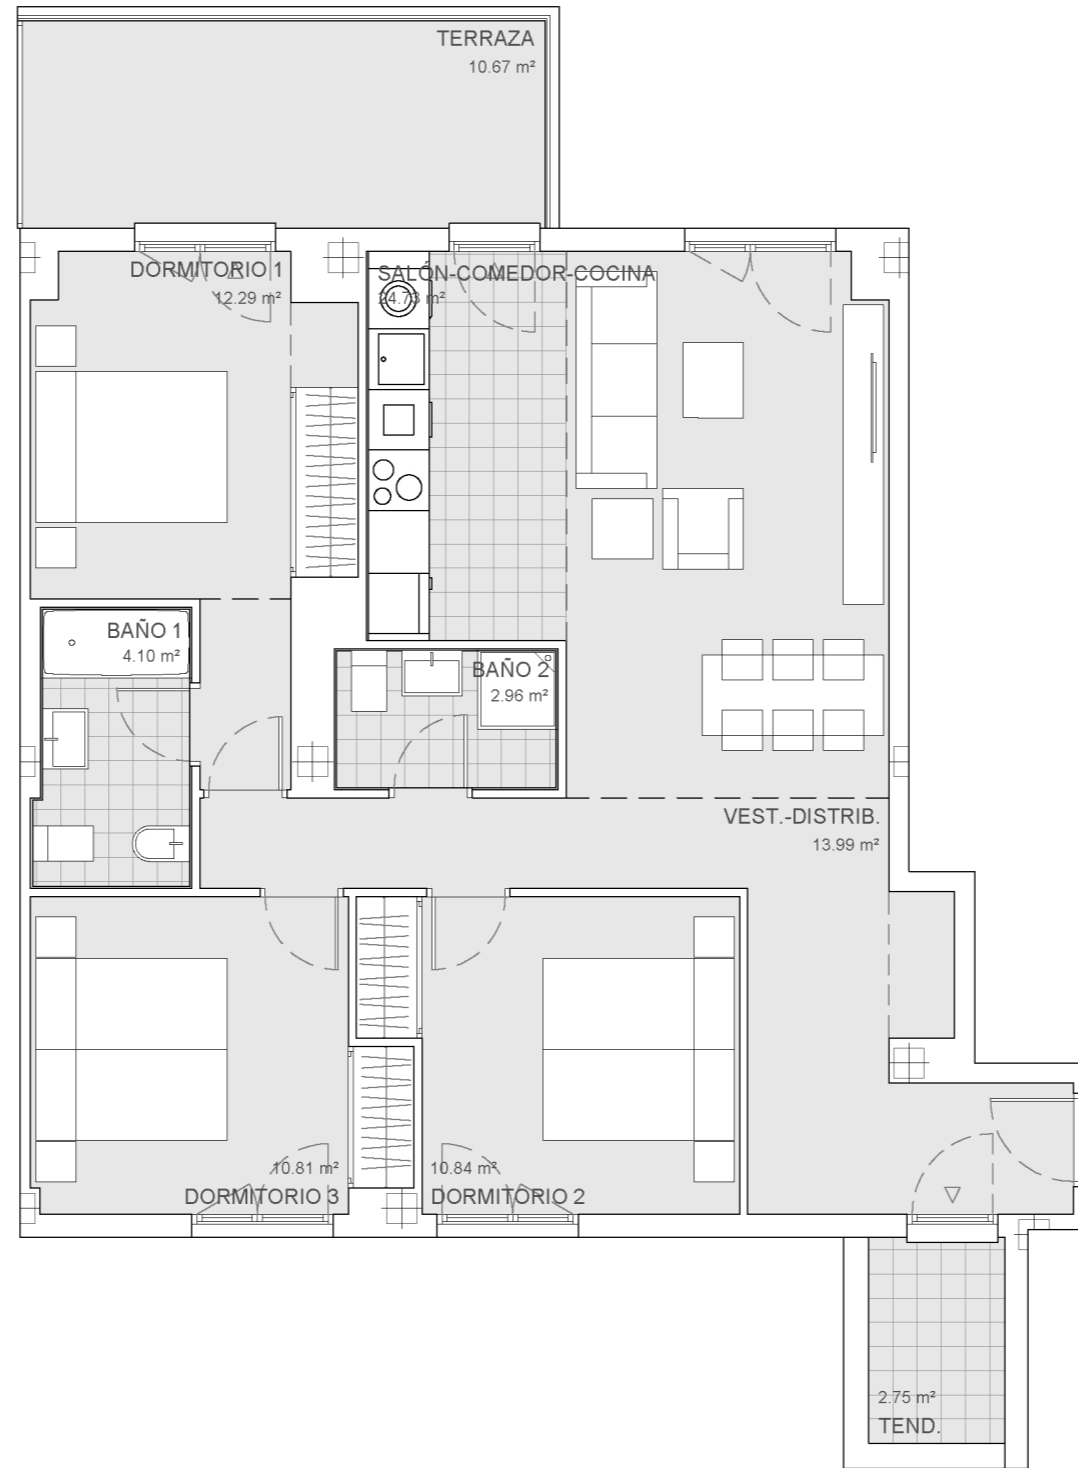 TERRAZA
10.67 m²
DORMITORIO 1
12.29 m²
SALÓN-COMEDOR-COCINA
24.73 m²
BAÑO 1
4.10 m²
BAÑO 2
2.96 m²
VEST.-DISTRIB.
13.99 m²
10.81 m²
DORMITORIO 3
10.84 m²
DORMITORIO 2
2.75 m²
TEND.